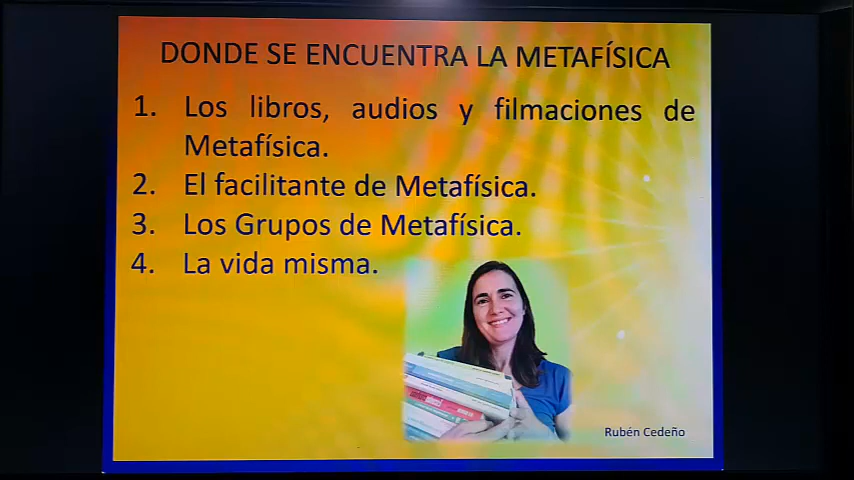 DONDE SE ENCUENTRA LA METAFÍSICA
1. Los libros, audios y filmaciones de
Metafísica.
2. El facilitante de Metafísica.
3. Los Grupos de Metafísica.
4. La vida misma.
Rubén Cedeño